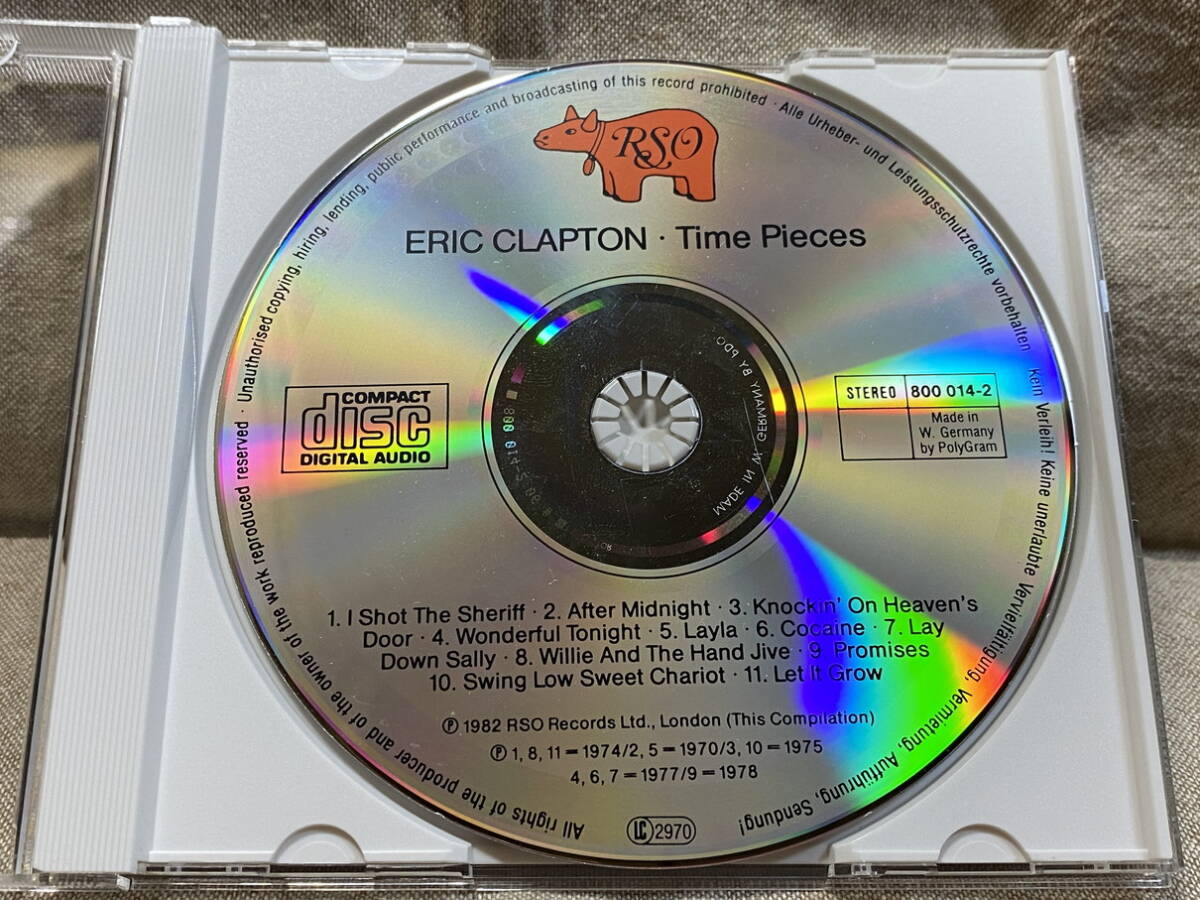 All rights of the producer and of the owner of the work reproduced reserved · Unauthorised copying, hiring, lending, public performance and broadcasting of this record prohibited · Alle Urheber- und Leistungsschutzrechte vorbehalten Kein Verleih! Keine unerlaubte Vervielfältigung, Vermietung, Aufführung, Sendung!
RSO
ERIC CLAPTON · Time Pieces
COMPACT
disc
DIGITAL AUDIO
STEREO 800 014-2
Made in
W. Germany
by PolyGram
MADE IN W. GERMANY BY PDO
1. I Shot The Sheriff · 2. After Midnight · 3. Knockin' On Heaven's
Door · 4. Wonderful Tonight · 5. Layla · 6. Cocaine · 7. Lay
Down Sally · 8. Willie And The Hand Jive · 9 Promises
10. Swing Low Sweet Chariot · 11. Let It Grow
℗ 1982 RSO Records Ltd., London (This Compilation)
℗ 1, 8, 11 = 1974/2, 5 = 1970/3, 10 = 1975
4, 6, 7 = 1977/9 = 1978
LC 2970